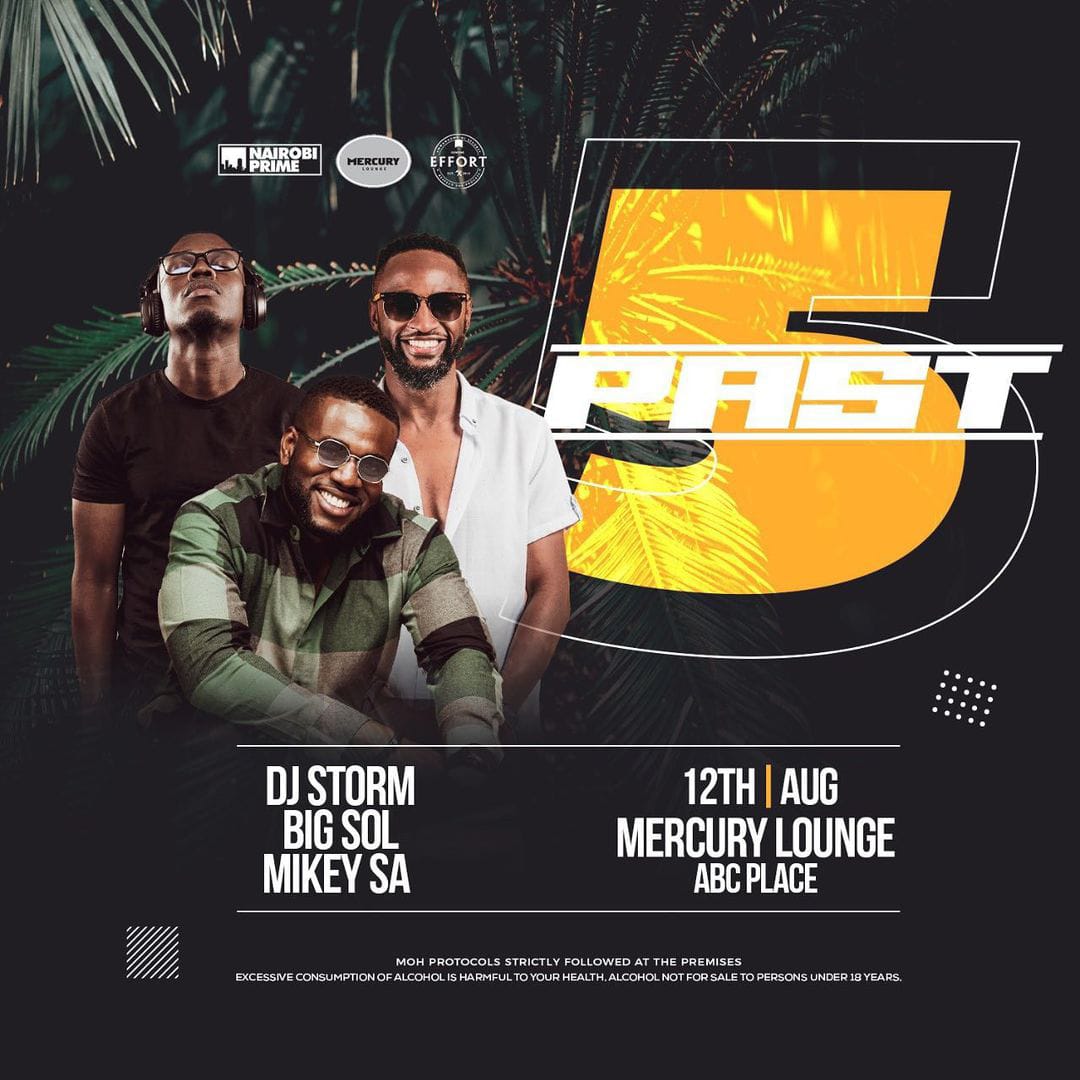 NAIROBI
PRIME
MERCURY
LOUNGE
EFFORT
5
PAST
DJ STORM
BIG SOL
MIKEY SA
12TH | AUG
MERCURY LOUNGE
ABC PLACE
MOH PROTOCOLS STRICTLY FOLLOWED AT THE PREMISES
EXCESSIVE CONSUMPTION OF ALCOHOL IS HARMFUL TO YOUR HEALTH, ALCOHOL NOT FOR SALE TO PERSONS UNDER 18 YEARS.